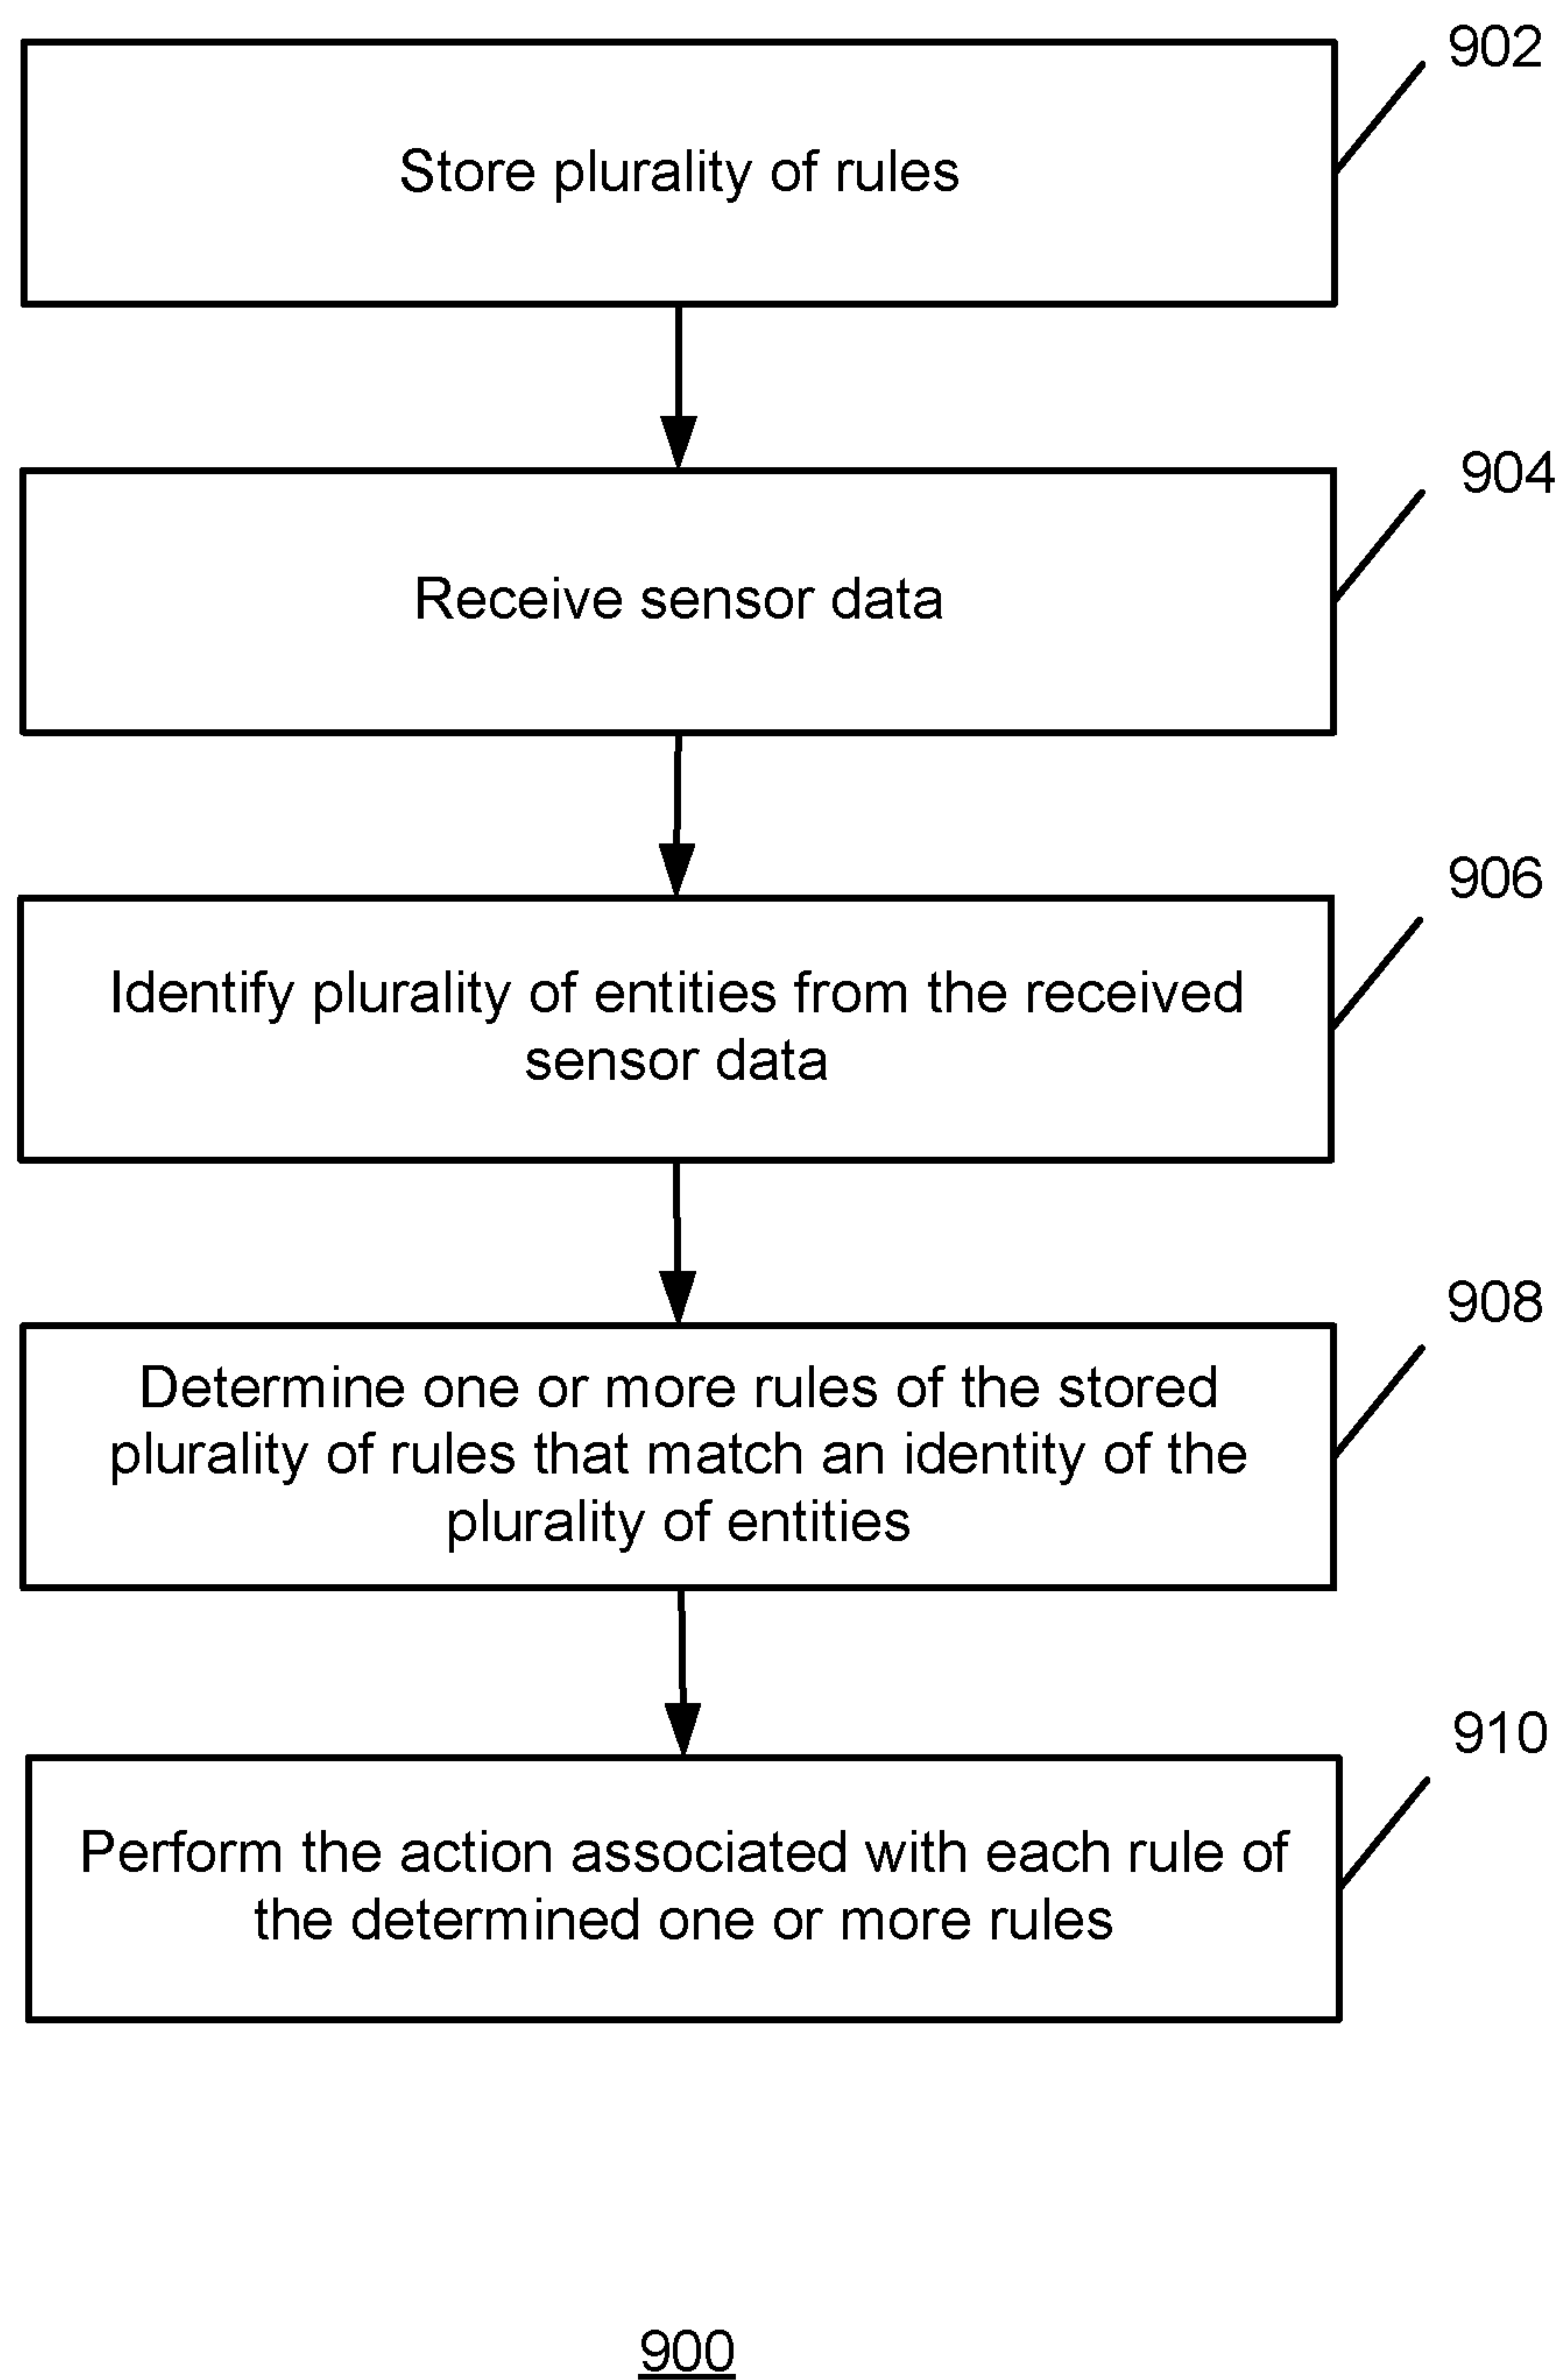 902
Store plurality of rules
904
Receive sensor data
906
Identify plurality of entities from the received
sensor data
908
Determine one or more rules of the stored
plurality of rules that match an identity of the
plurality of entities
910
Perform the action associated with each rule of
the determined one or more rules
900